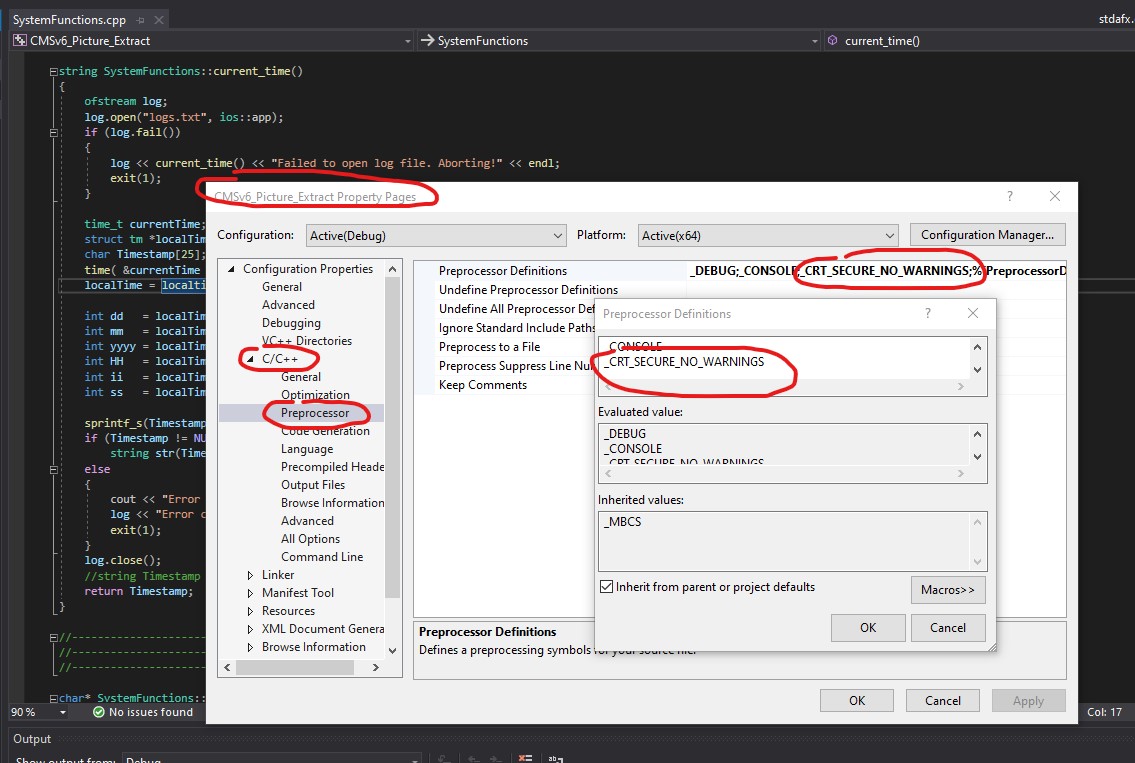 SystemFunctions.cpp
stdafx.
CMSv6_Picture_Extract
SystemFunctions
current_time()
string SystemFunctions::current_time()
{
ofstream log;
log.open("logs.txt", ios::app);
if (log.fail())
{
log << current_time() << "Failed to open log file. Aborting!" << endl;
exit(1);
}
time_t currentTime;
struct tm *localTim
char Timestamp[25];
time( &currentTime
localTime = localti
int dd = localTim
int mm = localTim
int yyyy = localTim
int HH = localTim
int ii = localTim
int ss = localTim
sprintf_s(Timestamp
if (Timestamp != NU
string str(Time
else
{
cout << "Error
log << "Error c
exit(1);
}
log.close();
//string Timestamp
return Timestamp;
}
//---------------------
//---------------------
//---------------------
char* SystemFunctions::
90 %
No issues found
Col: 17
Output
Show output from: Debug
CMSv6_Picture_Extract Property Pages
?
Configuration: Active(Debug)
Platform: Active(x64)
Configuration Manager...
Configuration Properties
General
Advanced
Debugging
VC++ Directories
C/C++
General
Optimization
Preprocessor
Code Generation
Language
Precompiled Heade
Output Files
Browse Information
Advanced
All Options
Command Line
Linker
Manifest Tool
Resources
XML Document Genera
Browse Information
Preprocessor Definitions
_DEBUG;_CONSOLE;_CRT_SECURE_NO_WARNINGS;%(PreprocessorD
Undefine Preprocessor Definitions
Undefine All Preprocessor Def
Ignore Standard Include Paths
Preprocess to a File
Preprocess Suppress Line Nu
Keep Comments
Preprocessor Definitions
?
_CONSOLE
_CRT_SECURE_NO_WARNINGS
Evaluated value:
_DEBUG
_CONSOLE
_CRT_SECURE_NO_WARNINGS
Inherited values:
_MBCS
Inherit from parent or project defaults
Macros>>
OK
Cancel
Preprocessor Definitions
Defines a preprocessing symbols for your source file.
OK
Cancel
Apply